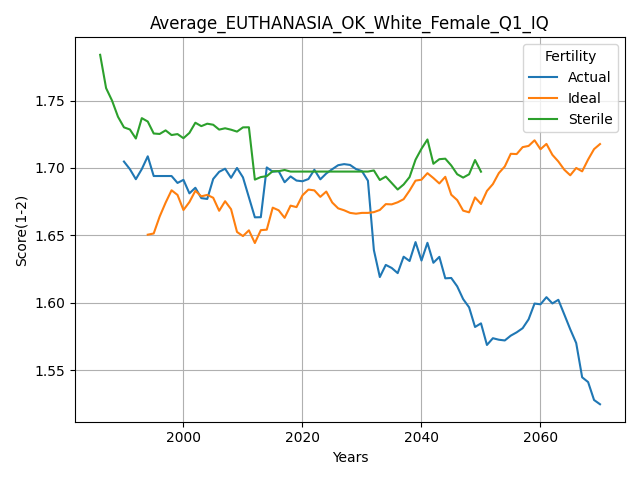 Average_EUTHANASIA_OK_White_Female_Q1_IQ
Fertility
Actual
Ideal
Sterile
Score(1-2)
1.75
1.70
1.65
1.60
1.55
2000
2020
2040
2060
Years